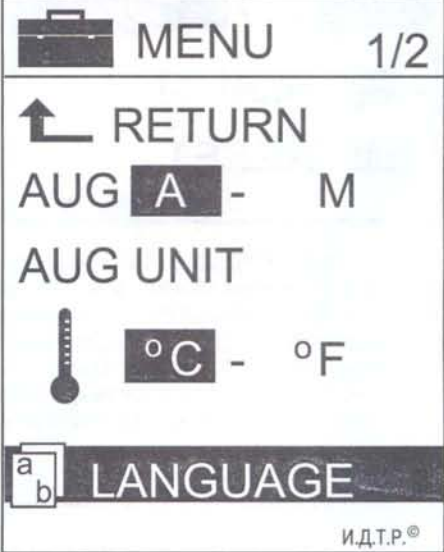 MENU 1/2
RETURN
AUG A - M
AUG UNIT
°C - °F
a b LANGUAGE
И.Д.Т.Р.©